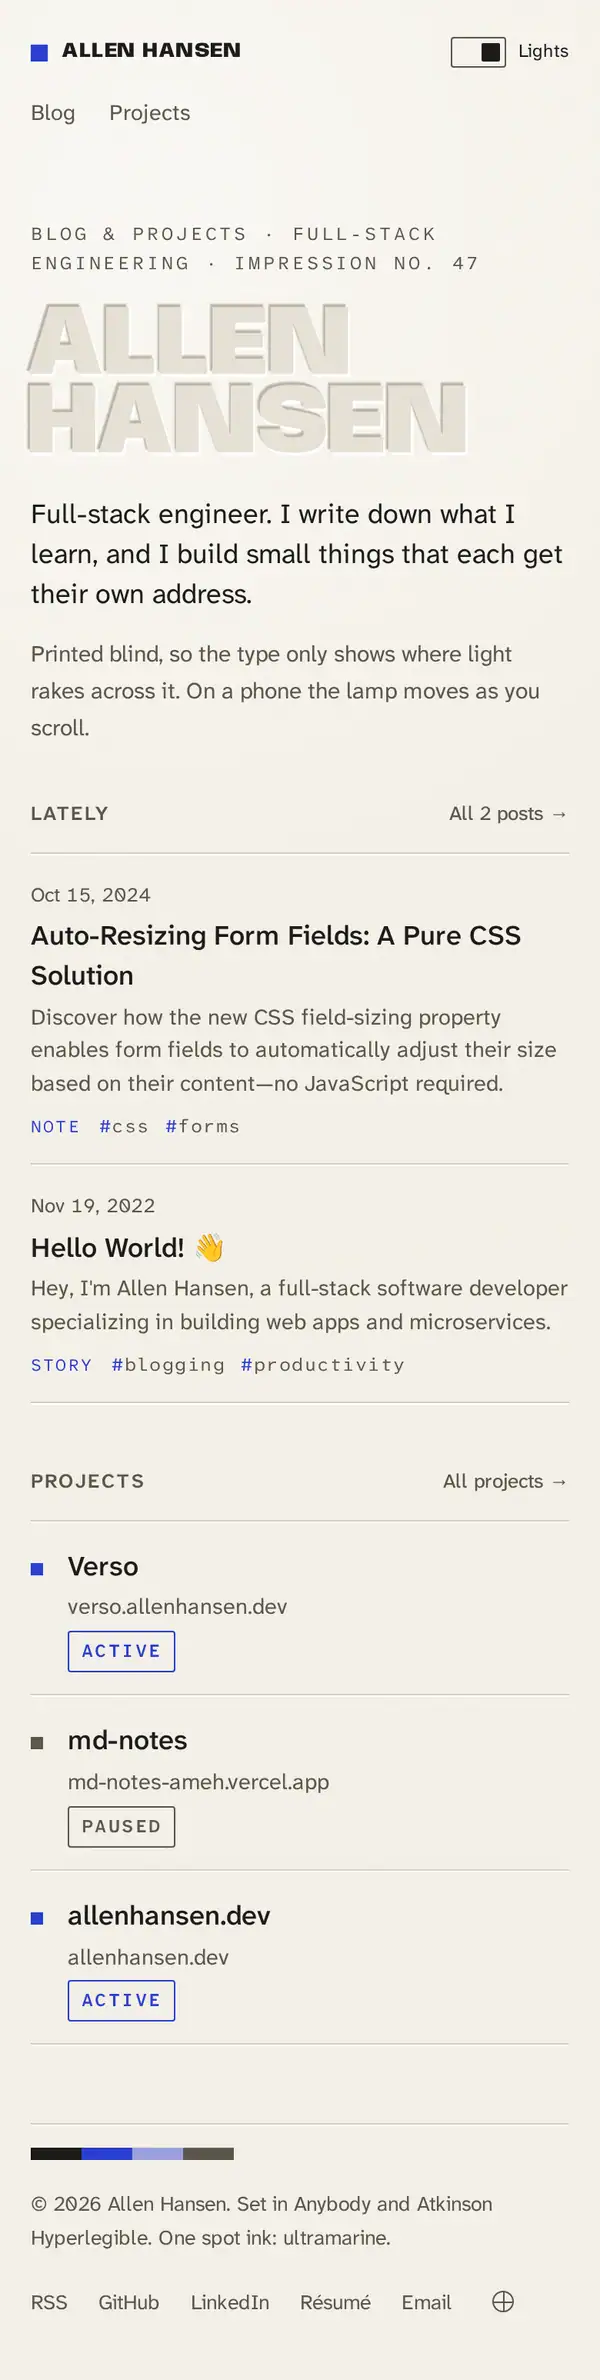 ALLEN HANSEN
Lights
Blog Projects
BLOG & PROJECTS · FULL-STACK
ENGINEERING · IMPRESSION NO. 47
ALLEN
HANSEN
Full-stack engineer. I write down what I
learn, and I build small things that each get
their own address.
Printed blind, so the type only shows where light
rakes across it. On a phone the lamp moves as you
scroll.
LATELY
All 2 posts →
Oct 15, 2024
Auto-Resizing Form Fields: A Pure CSS
Solution
Discover how the new CSS field-sizing property
enables form fields to automatically adjust their size
based on their content—no JavaScript required.
NOTE #css #forms
Nov 19, 2022
Hello World! 👋
Hey, I'm Allen Hansen, a full-stack software developer
specializing in building web apps and microservices.
STORY #blogging #productivity
PROJECTS
All projects →
Verso
verso.allenhansen.dev
ACTIVE
md-notes
md-notes-ameh.vercel.app
PAUSED
allenhansen.dev
allenhansen.dev
ACTIVE
© 2026 Allen Hansen. Set in Anybody and Atkinson
Hyperlegible. One spot ink: ultramarine.
RSS GitHub LinkedIn Résumé Email